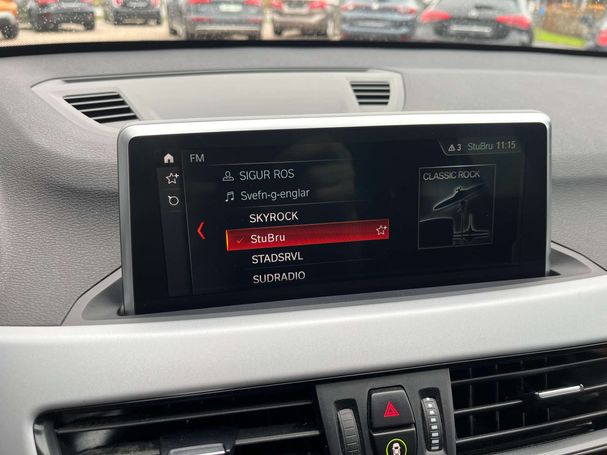 FM
3 StuBru 11:15
SIGUR ROS
Svefn-g-englar
SKYROCK
StuBru
STADSRVL
SUDRADIO
CLASSIC ROCK